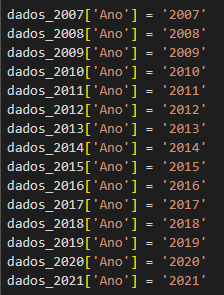 dados_2007['Ano'] = '2007'
dados_2008['Ano'] = '2008'
dados_2009['Ano'] = '2009'
dados_2010['Ano'] = '2010'
dados_2011['Ano'] = '2011'
dados_2012['Ano'] = '2012'
dados_2013['Ano'] = '2013'
dados_2014['Ano'] = '2014'
dados_2015['Ano'] = '2015'
dados_2016['Ano'] = '2016'
dados_2017['Ano'] = '2017'
dados_2018['Ano'] = '2018'
dados_2019['Ano'] = '2019'
dados_2020['Ano'] = '2020'
dados_2021['Ano'] = '2021'